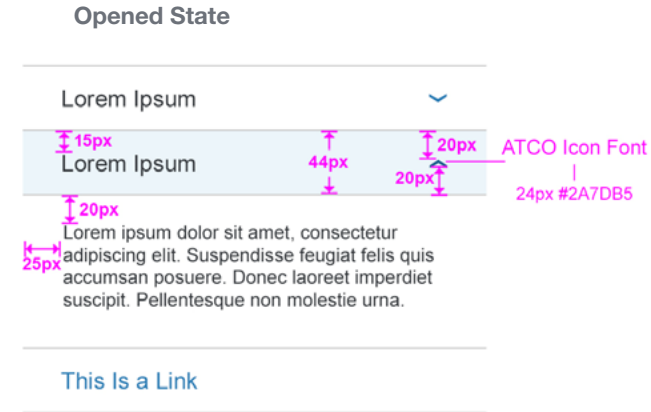 Opened State
Lorem Ipsum
15px
Lorem Ipsum
44px
20px
20px
ATCO Icon Font
24px #2A7DB5
20px
25px
Lorem ipsum dolor sit amet, consectetur
adipiscing elit. Suspendisse feugiat felis quis
accumsan posuere. Donec laoreet imperdiet
suscipit. Pellentesque non molestie urna.
This Is a Link